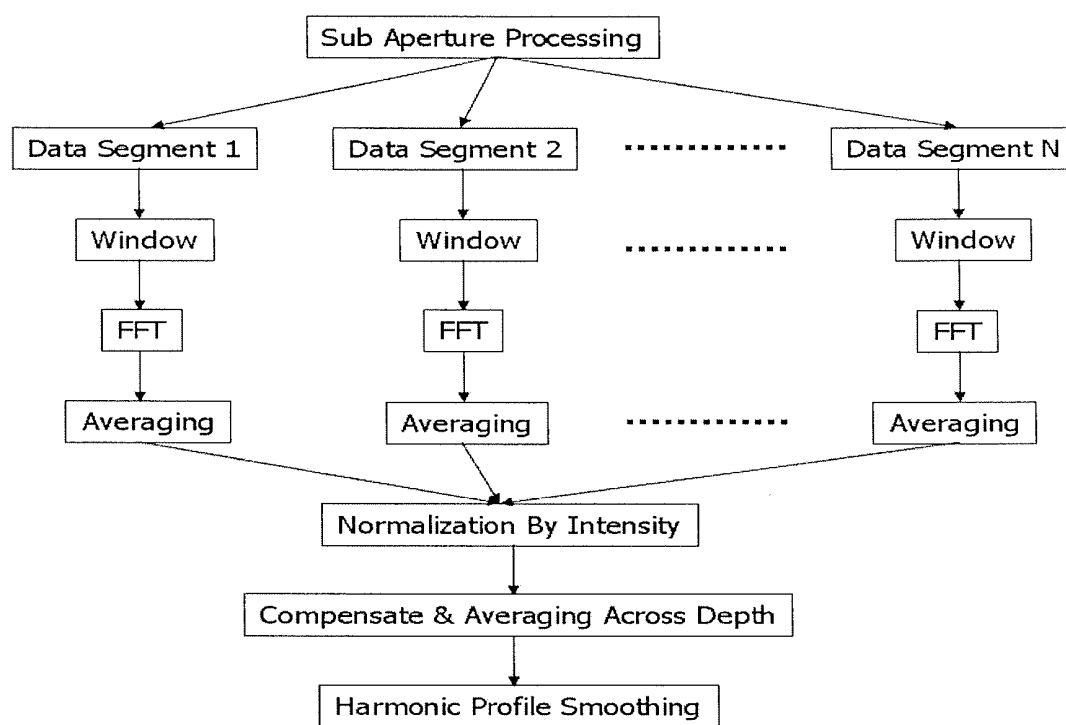 Sub Aperture Processing
Data Segment 1
Data Segment 2
Data Segment N
Window
Window
Window
FFT
FFT
FFT
Averaging
Averaging
Averaging
Normalization By Intensity
Compensate & Averaging Across Depth
Harmonic Profile Smoothing